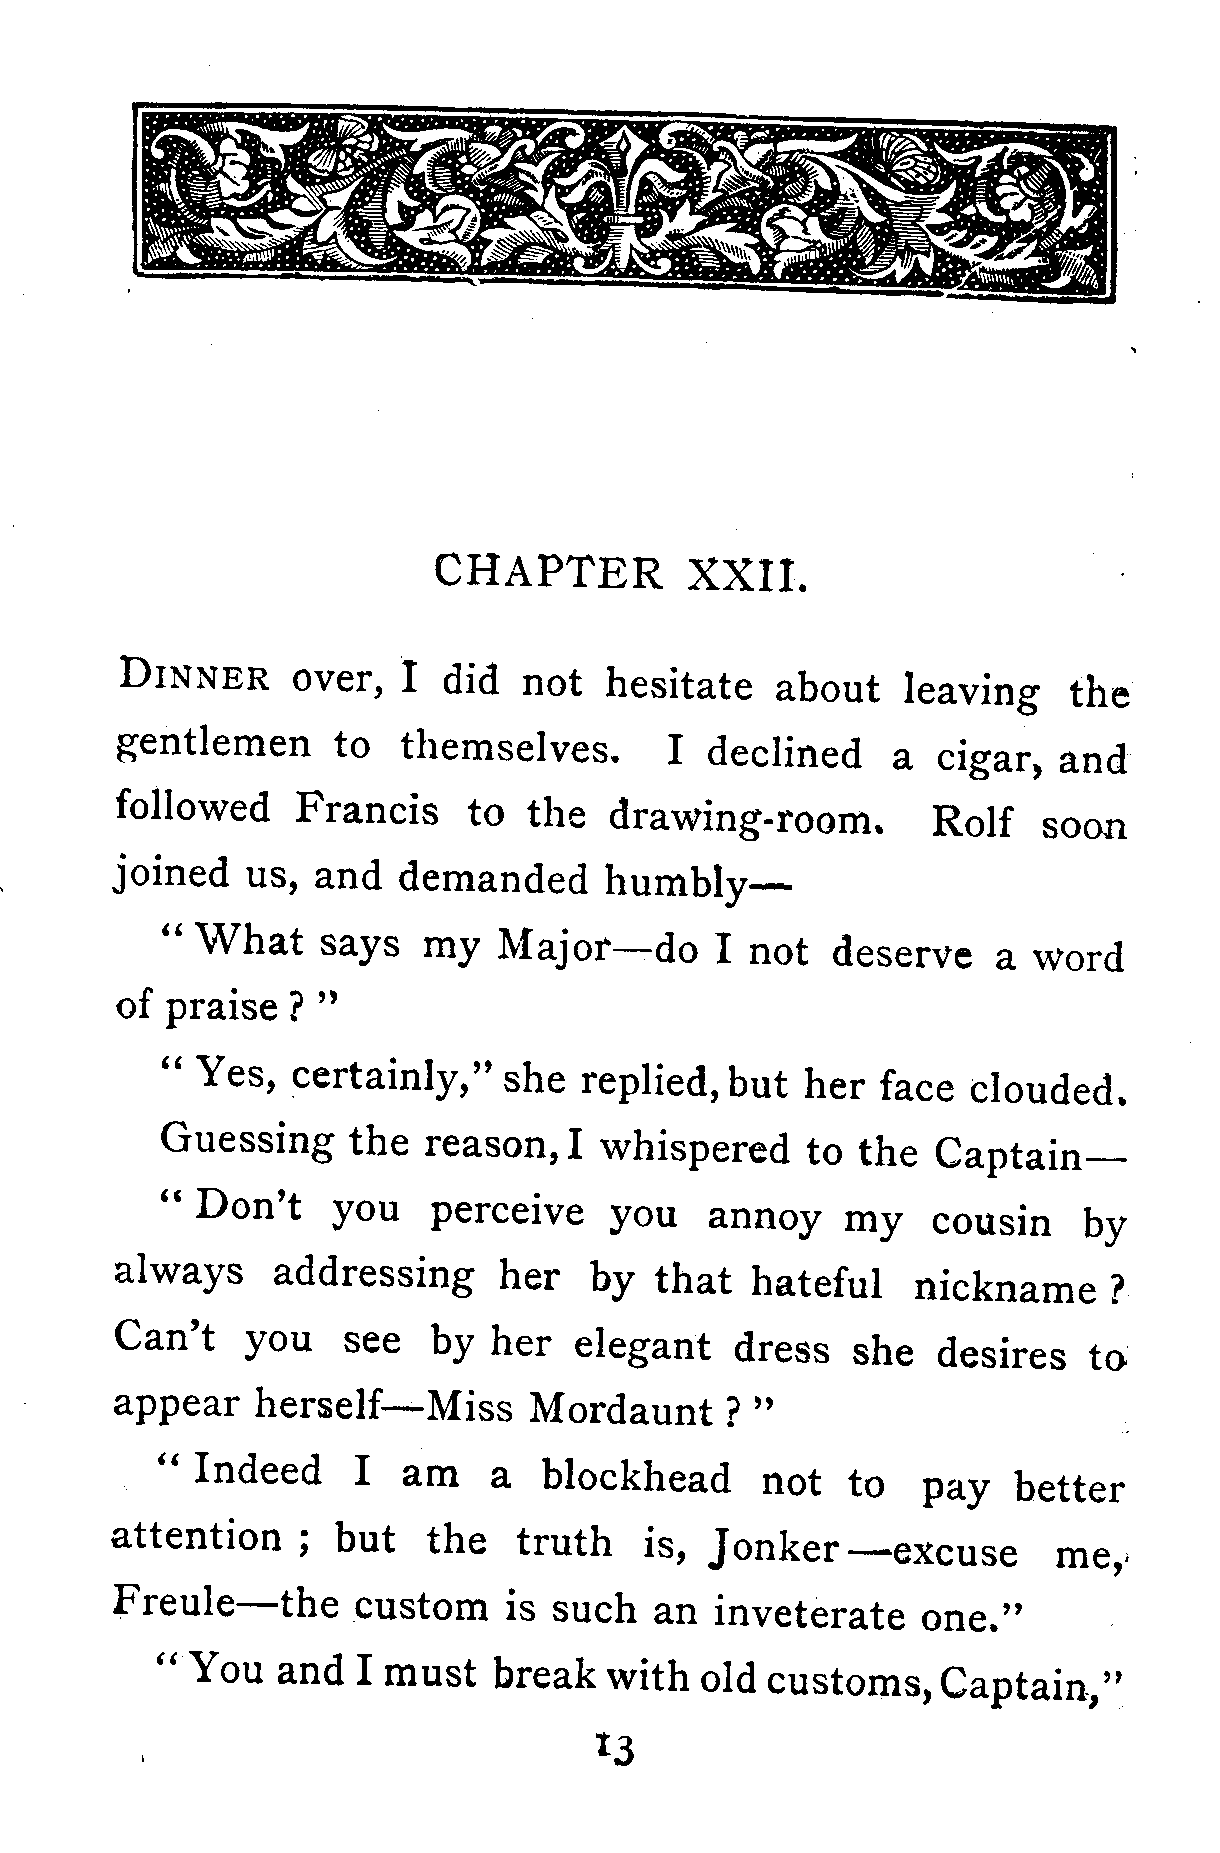 CHAPTER XXII.
DINNER over, I did not hesitate about leaving the
gentlemen to themselves. I declined a cigar, and
followed Francis to the drawing-room. Rolf soon
joined us, and demanded humbly—
“ What says my Major—do I not deserve a word
of praise ? ”
“ Yes, certainly,” she replied, but her face clouded.
Guessing the reason, I whispered to the Captain—
“ Don’t you perceive you annoy my cousin by
always addressing her by that hateful nickname ?
Can’t you see by her elegant dress she desires to
appear herself—Miss Mordaunt ? ”
“ Indeed I am a blockhead not to pay better
attention ; but the truth is, Jonker—excuse me,
Freule—the custom is such an inveterate one.”
“ You and I must break with old customs, Captain,”
13